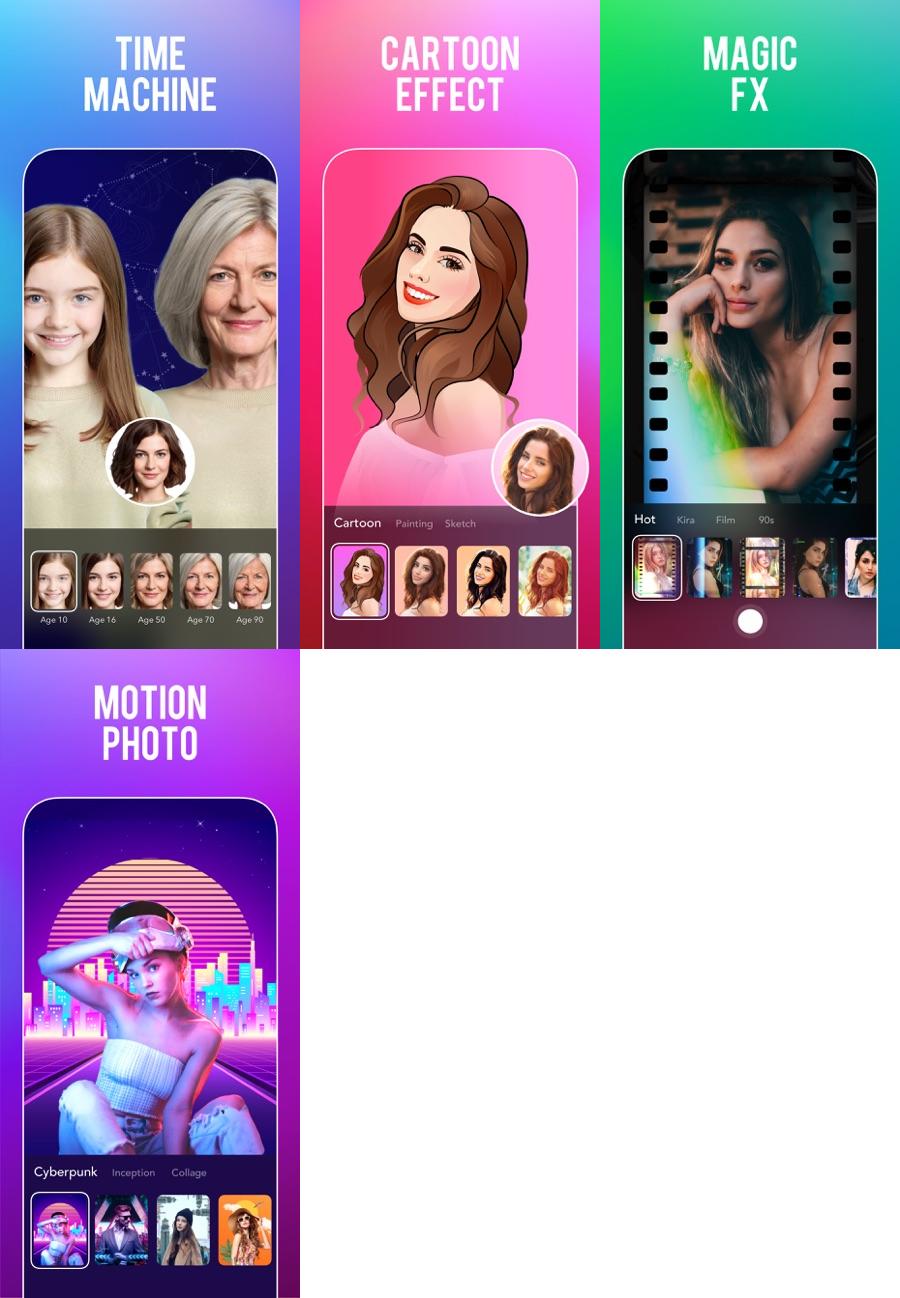 TIME
MACHINE
Age 10
Age 16
Age 50
Age 70
Age 90
CARTOON
EFFECT
Cartoon
Painting
Sketch
MAGIC
FX
Hot
Kira
Film
90s
MOTION
PHOTO
Cyberpunk
Inception
Collage